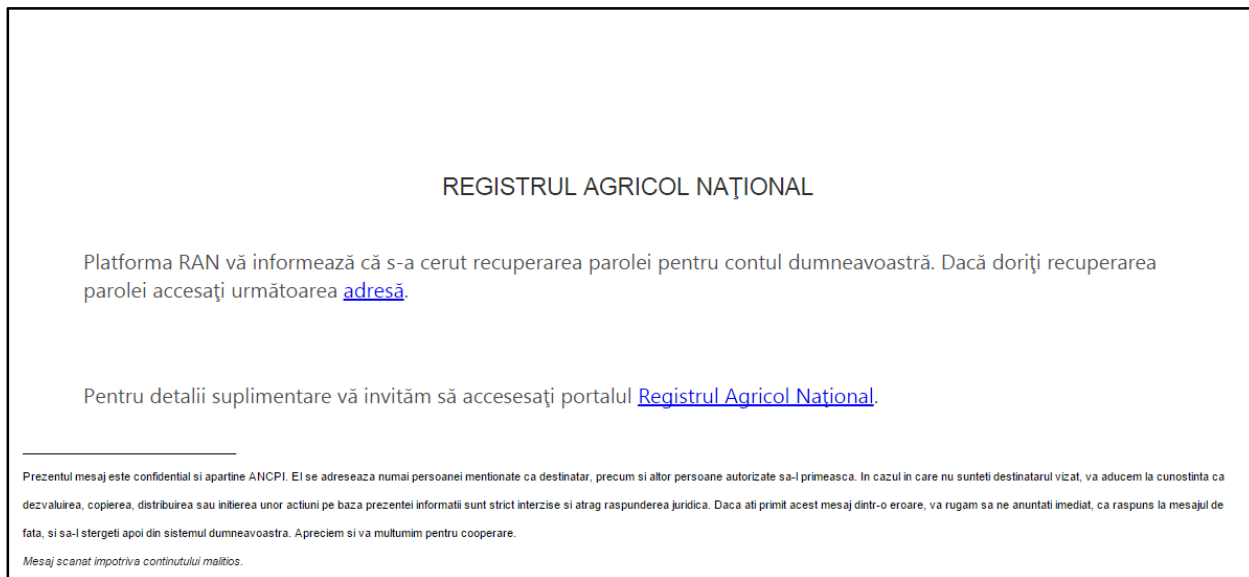 REGISTRUL AGRICOL NAŢIONAL
Platforma RAN vă informează că s-a cerut recuperarea parolei pentru contul dumneavoastră. Dacă doriţi recuperarea
parolei accesaţi următoarea adresă.
Pentru detalii suplimentare vă invităm să accesesaţi portalul Registrul Agricol Naţional.
Prezentul mesaj este confidential si apartine ANCPI. El se adreseaza numai persoanei mentionate ca destinatar, precum si altor persoane autorizate sa-l primeasca. In cazul in care nu sunteti destinatarul vizat, va aducem la cunostinta ca
dezvaluirea, copierea, distribuirea sau initierea unor actiuni pe baza prezentei informatii sunt strict interzise si atrag raspunderea juridica. Daca ati primit acest mesaj dintr-o eroare, va rugam sa ne anuntati imediat, ca raspuns la mesajul de
fata, si sa-l stergeti apoi din sistemul dumneavoastra. Apreciem si va multumim pentru cooperare.
Mesaj scanat impotriva continutului malitios.